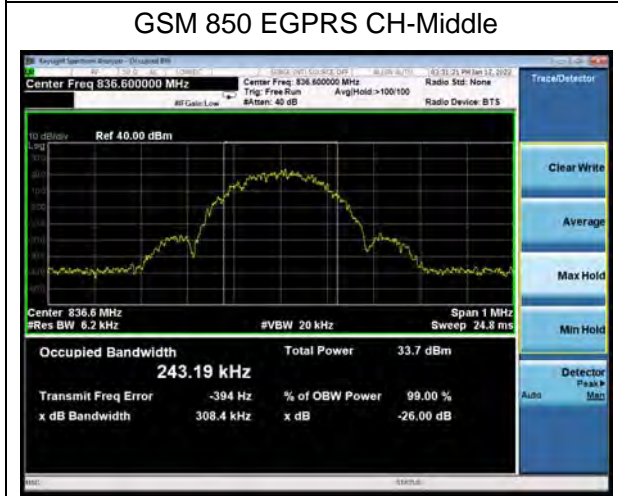 GSM 850 EGPRS CH-Middle
Keysight Spectrum Analyzer - Occupied BW
Center Freq 836.600000 MHz
Center Freq: 836.600000 MHz
Radio Std: None
Trig: Free Run
Avg|Hold:>100/100
#IFGain:Low
#Atten: 40 dB
Radio Device: BTS
Trace/Detector
10 dB/div
Ref 40.00 dBm
Log
Clear Write
Average
Max Hold
Min Hold
Center 836.6 MHz
Span 1 MHz
#Res BW 6.2 kHz
#VBW 20 kHz
Sweep 24.8 ms
Occupied Bandwidth
Total Power
33.7 dBm
243.19 kHz
Transmit Freq Error
-394 Hz
% of OBW Power
99.00 %
x dB Bandwidth
308.4 kHz
x dB
-26.00 dB
Detector
Peak▶
Auto
Man
MSG
STATUS